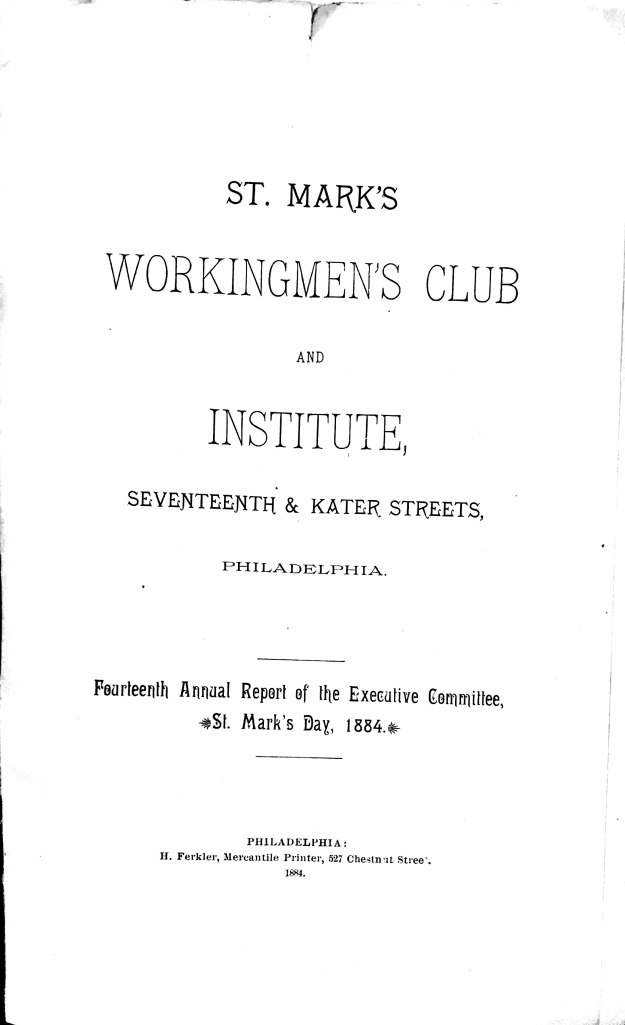 ST. MARK'S
WORKINGMEN'S CLUB
AND
INSTITUTE,
SEVENTEENTH & KATER STREETS,
PHILADELPHIA.
Fourteenth Annual Report of the Executive Committee,
St. Mark's Day, 1884.
PHILADELPHIA:
H. Ferkler, Mercantile Printer, 527 Chestnut Street.
1884.